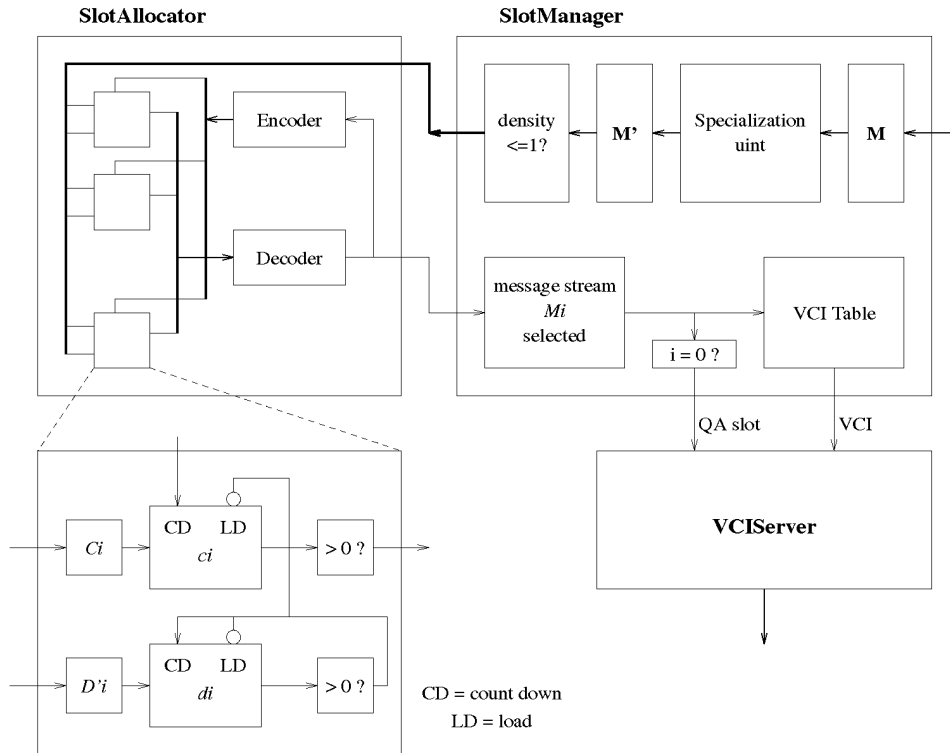 SlotAllocator
SlotManager
Encoder
density
<=1?
M'
Specialization
uint
M
Decoder
message stream
Mi
selected
VCI Table
i = 0 ?
QA slot
VCI
VCIServer
CD LD
Ci
ci
> 0 ?
CD LD
D'i
di
> 0 ?
CD = count down
LD = load